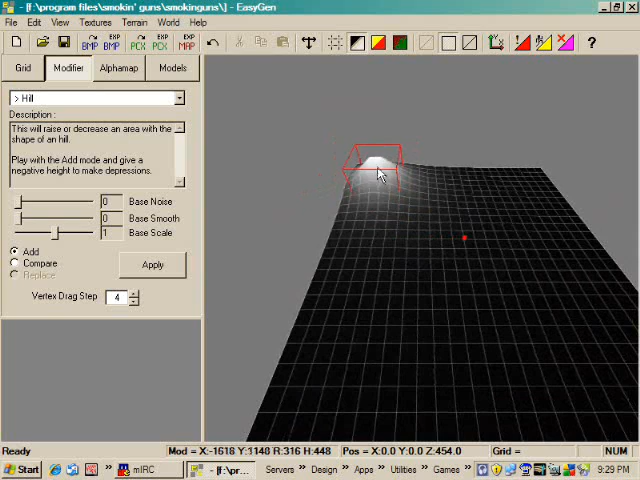 - [f:\program files\smokin' guns\smokinguns\] - EasyGen
File View Textures Terrain World Help
IMP BMP EXP BMP IMP PCX EXP PCX EXP MAP ?
Grid Modifier Alphamap Models
> Hill
Description:
This will raise or decrease an area with the
shape of an hill.
Play with the Add mode and give a
negative height to make depressions.
0 Base Noise
0 Base Smooth
1 Base Scale
Add
Compare
Replace
Apply
Vertex Drag Step 4
Ready Mod = X:-1616 Y:1148 R:316 H:448 Pos = X:0.0 Y:0.0 Z:454.0 Grid = NUM
Start » mIRC - [f:\pr... Servers » Design » Apps » Utilities » Games » 9:29 PM